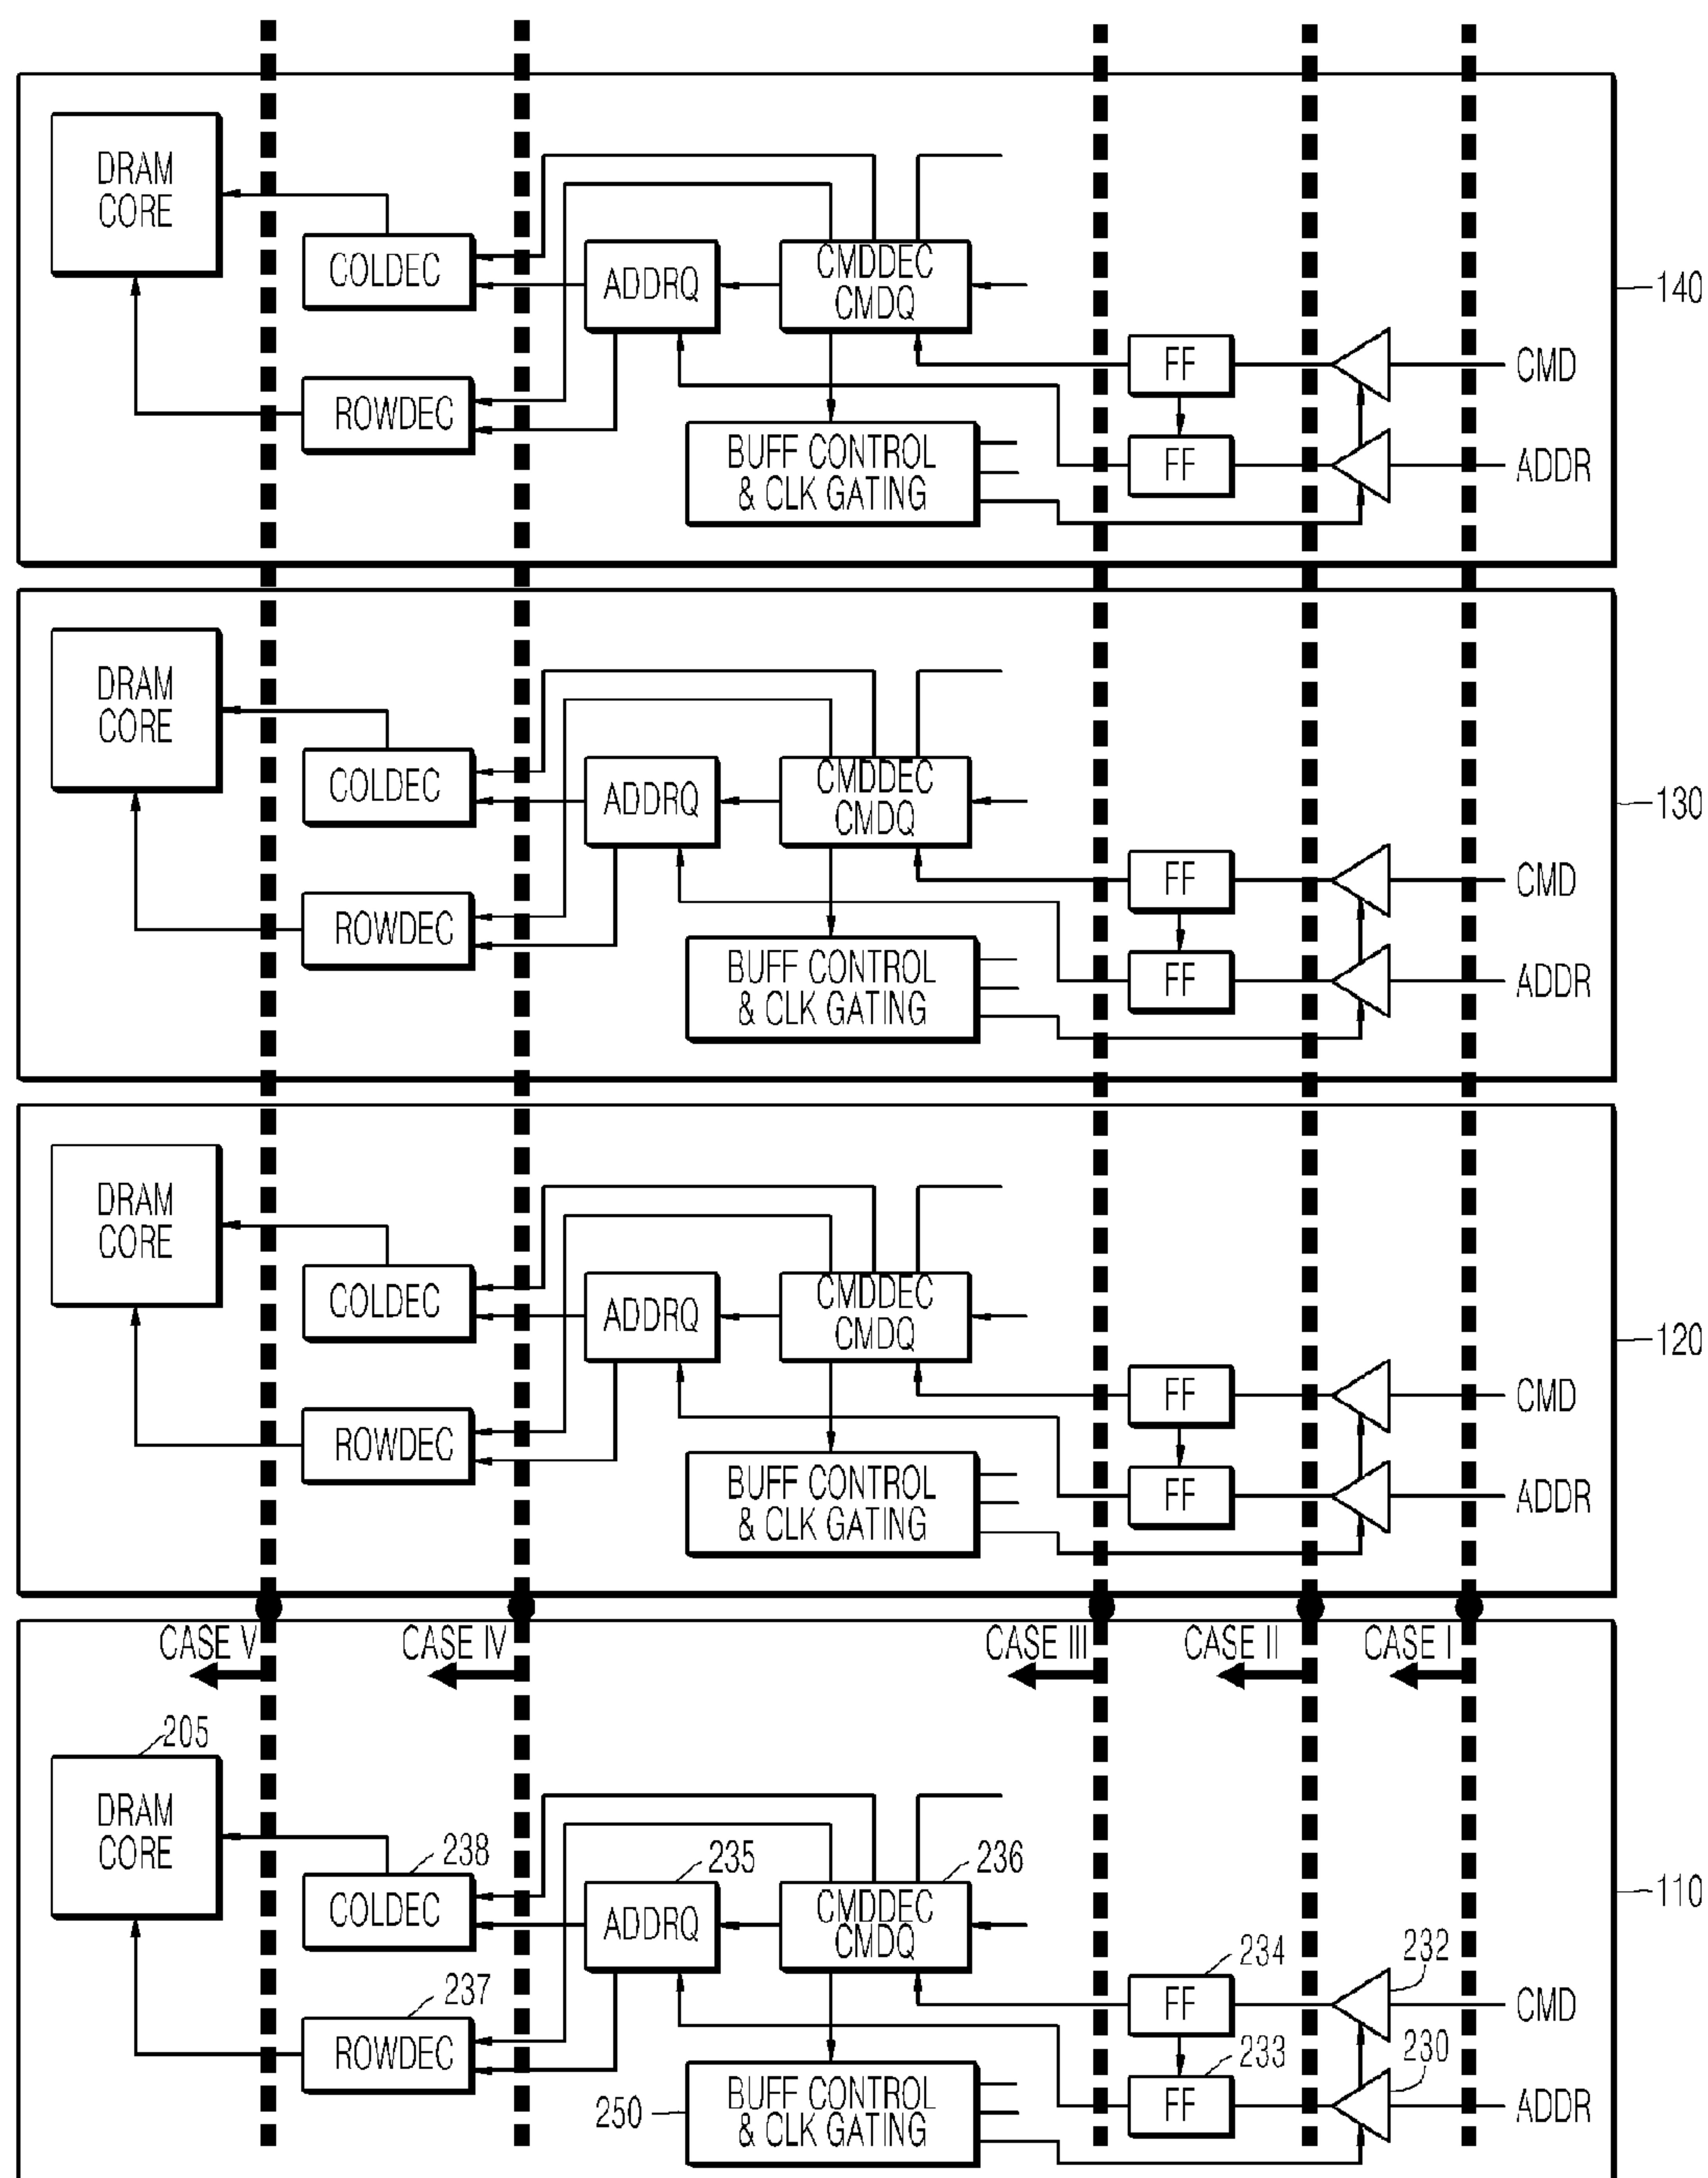 DRAM
CORE
COLDEC
ADDRQ
CMDDEC
CMDQ
140
ROWDEC
FF
CMD
BUFF CONTROL
& CLK GATING
FF
ADDR
DRAM
CORE
COLDEC
ADDRQ
CMDDEC
CMDQ
130
ROWDEC
FF
CMD
BUFF CONTROL
& CLK GATING
FF
ADDR
DRAM
CORE
COLDEC
ADDRQ
CMDDEC
CMDQ
120
ROWDEC
FF
CMD
BUFF CONTROL
& CLK GATING
FF
ADDR
CASE V
CASE IV
CASE III
CASE II
CASE I
205
DRAM
CORE
238
COLDEC
235
ADDRQ
236
CMDDEC
CMDQ
110
237
ROWDEC
234
FF
232
CMD
250
BUFF CONTROL
& CLK GATING
233
FF
230
ADDR